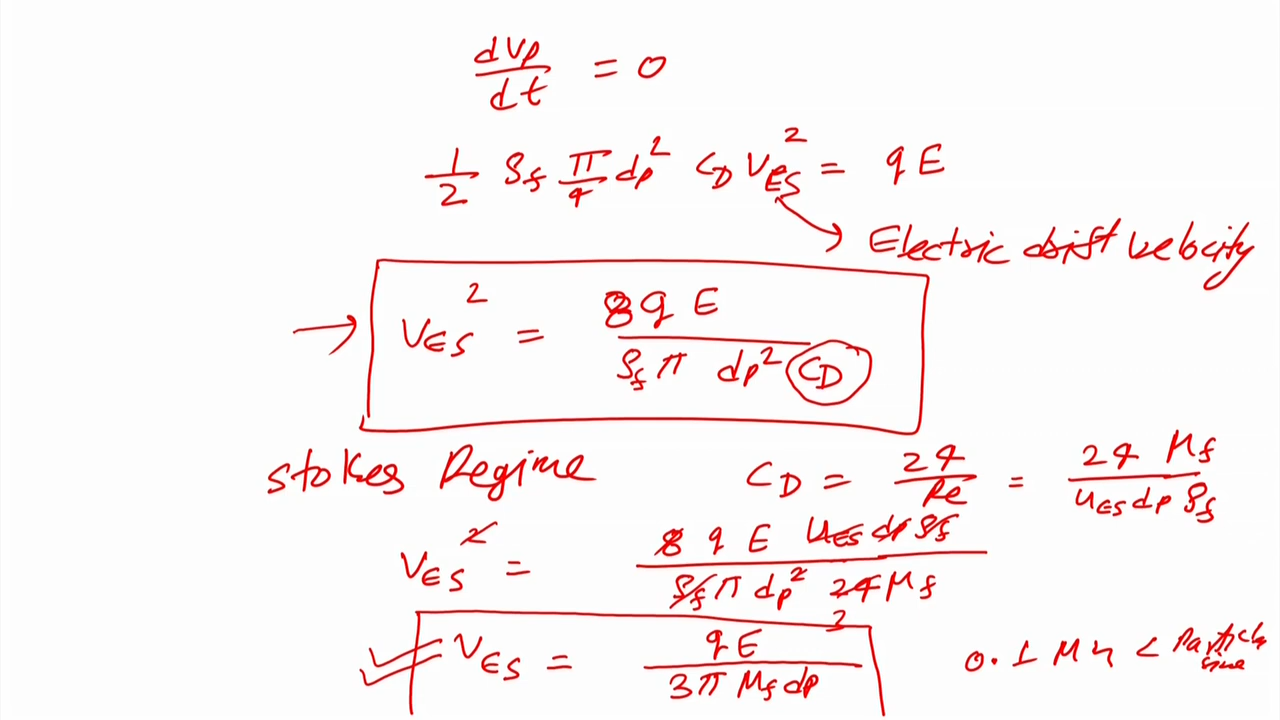 dVp/dt = 0
1/2 ρf π/4 dp² CD VES² = qE
Electric drift velocity
VES² = 8qE / ρf π dp² CD
Stokes Regime CD = 24/Re = 24 μf / uES dp ρf
VES² = 8 q E uES dp ρf / ρf π dp² 24 μf
3
VES = qE / 3π μf dp 0.1 μm < Particle size